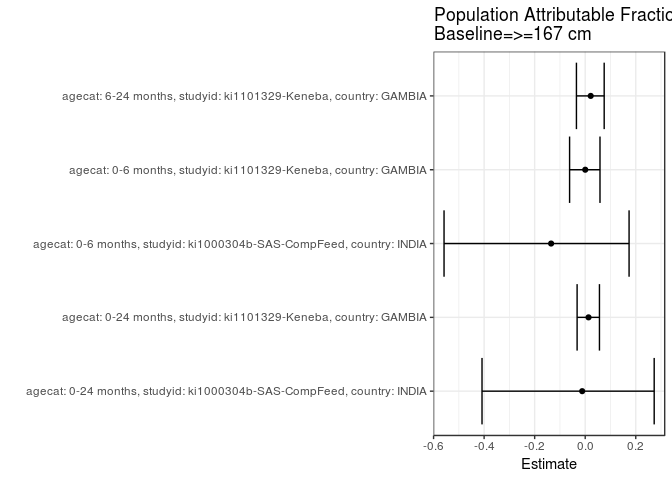 Population Attributable Fractio
Baseline=>=167 cm
agecat: 6-24 months, studyid: ki1101329-Keneba, country: GAMBIA
agecat: 0-6 months, studyid: ki1101329-Keneba, country: GAMBIA
agecat: 0-6 months, studyid: ki1000304b-SAS-CompFeed, country: INDIA
agecat: 0-24 months, studyid: ki1101329-Keneba, country: GAMBIA
agecat: 0-24 months, studyid: ki1000304b-SAS-CompFeed, country: INDIA
-0.6 -0.4 -0.2 0.0 0.2
Estimate